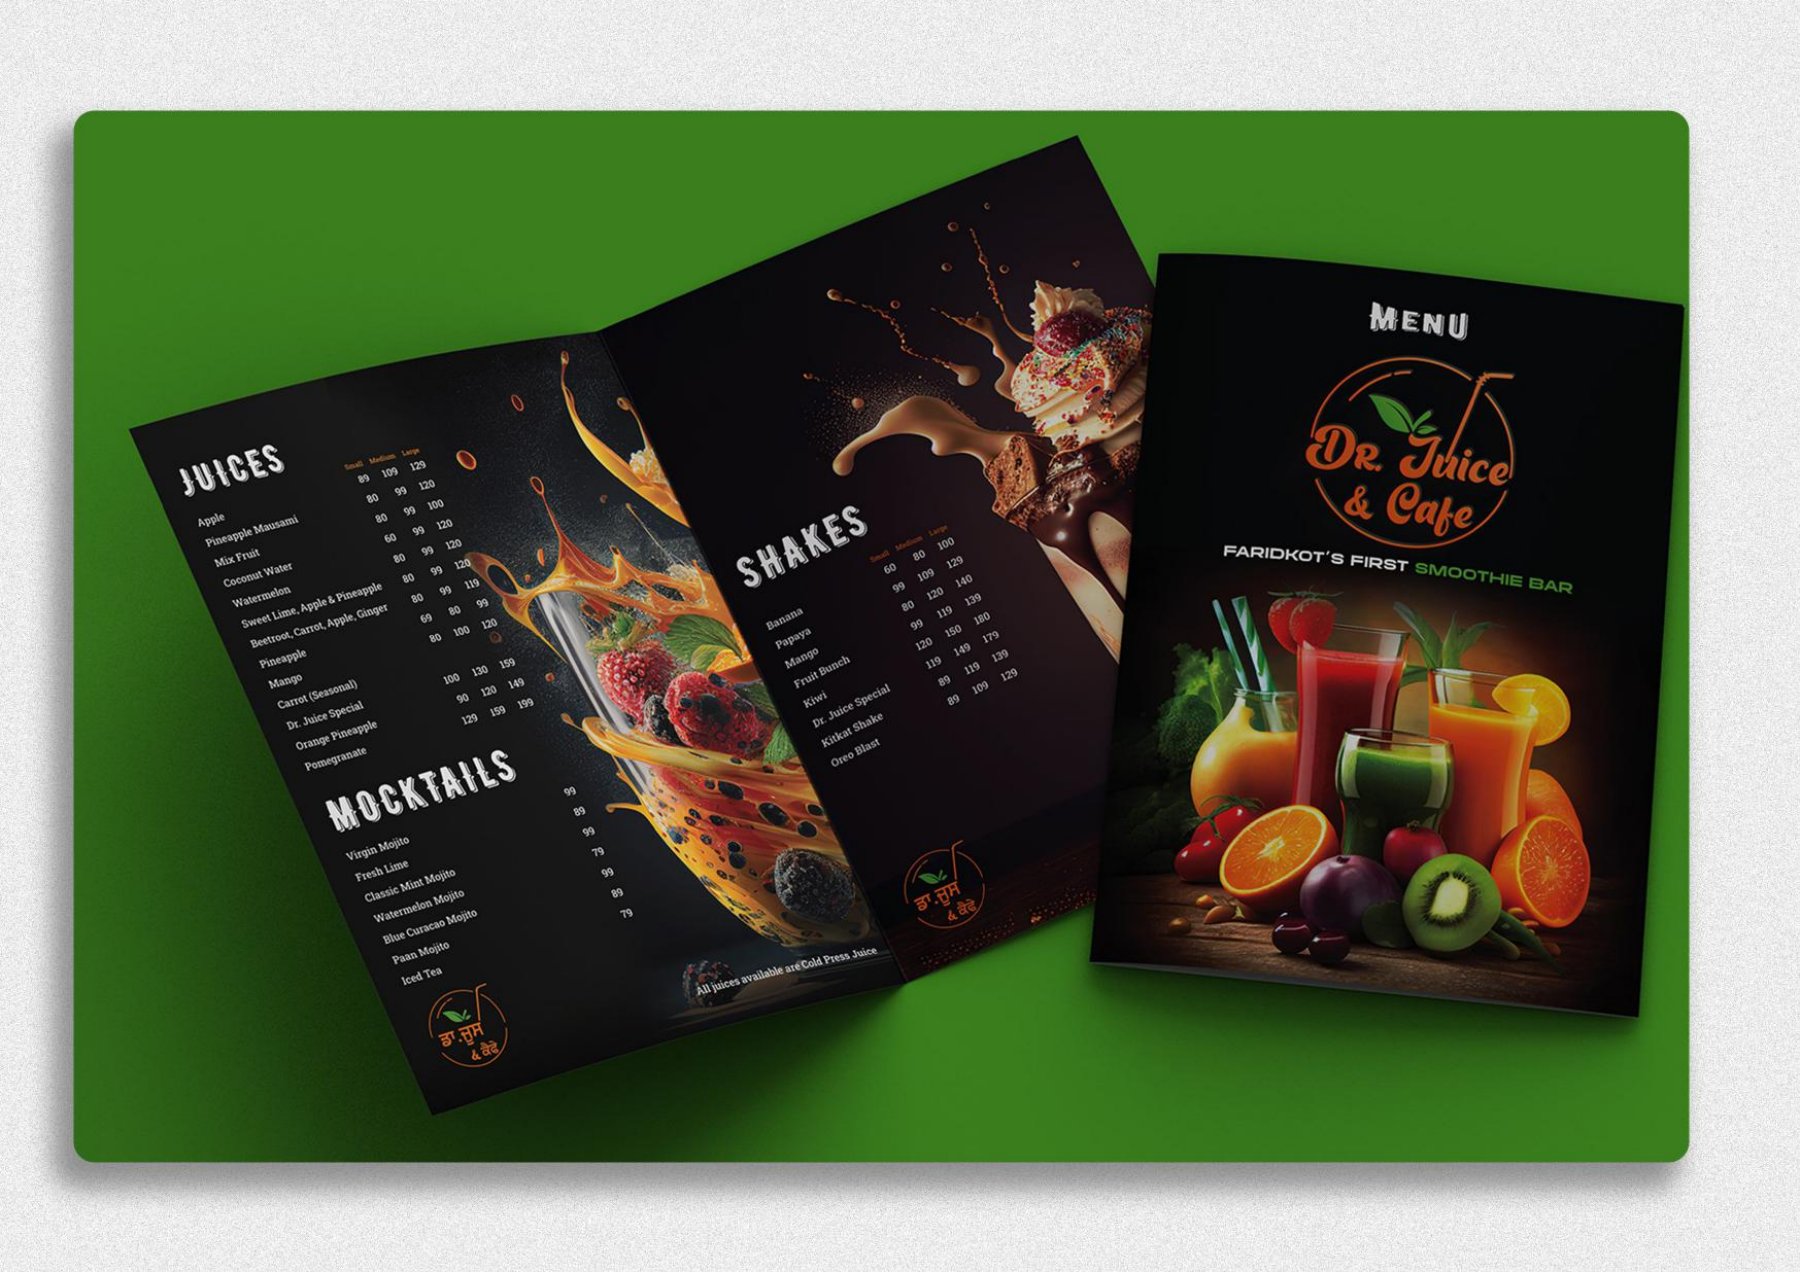 JUICES
Small Medium Large
Apple 89 109 129
Pineapple Mausami 80 99 120
Mix Fruit 80 99 100
Coconut Water 60 99 120
Watermelon 80 99 120
Sweet Lime, Apple & Pineapple 80 99 120
Beetroot, Carrot, Apple, Ginger 80 99 119
Pineapple 69 80 99
Mango 80 100 120
Carrot (Seasonal)
Dr. Juice Special 100 130 159
Orange Pineapple 90 120 149
Pomegranate 129 159 199
MOCKTAILS
Virgin Mojito 99
Fresh Lime 89
Classic Mint Mojito 99
Watermelon Mojito 79
Blue Curacao Mojito 99
Paan Mojito 89
Iced Tea 79
ਡਾ.ਜੂਸ
& ਕੈਫੇ
All juices available are Cold Press Juice
SHAKES
Small Medium Large
Banana 60 80 100
Papaya 99 109 129
Mango 80 120 140
Fruit Bunch 99 119 139
Kiwi 120 150 180
Dr. Juice Special 119 149 179
Kitkat Shake 89 119 139
Oreo Blast 89 109 129
ਡਾ.ਜੂਸ
& ਕੈਫੇ
MENU
Dr. Juice
& Cafe
FARIDKOT'S FIRST SMOOTHIE BAR